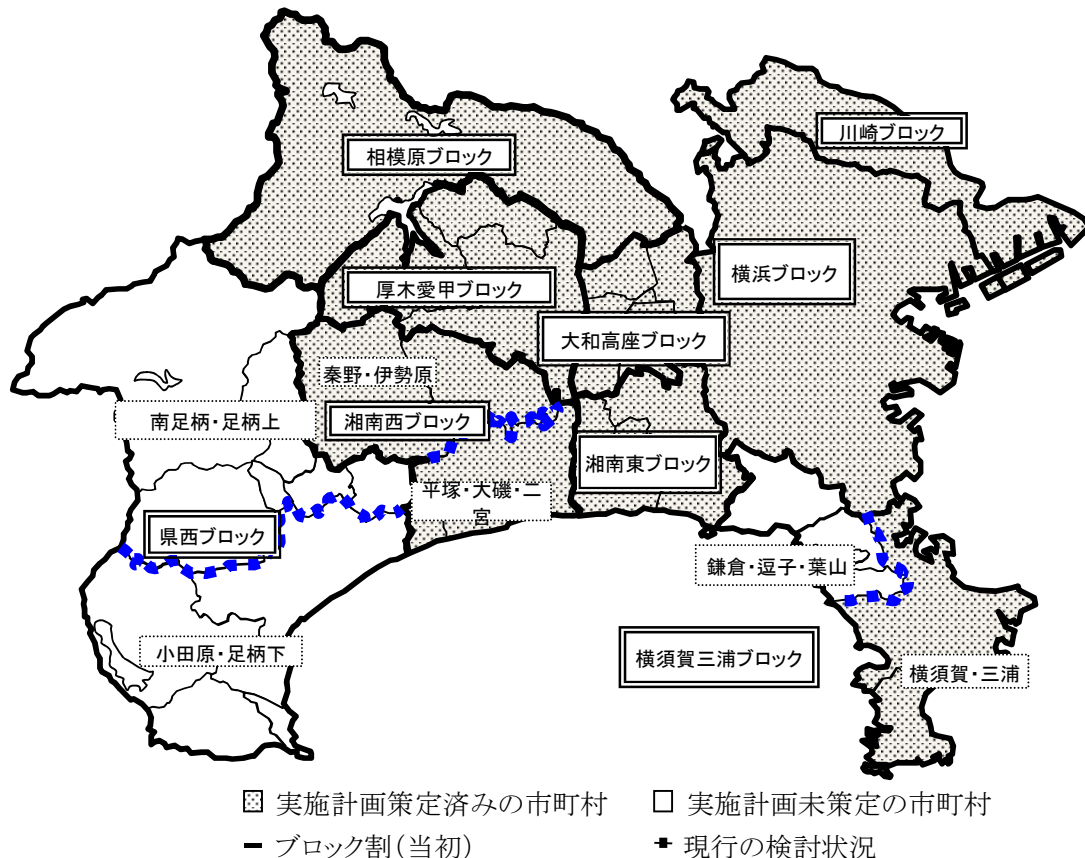 川崎ブロック
相模原ブロック
横浜ブロック
厚木愛甲ブロック
大和高座ブロック
秦野・伊勢原
南足柄・足柄上
湘南西ブロック
湘南東ブロック
平塚・大磯・二
宮
県西ブロック
鎌倉・逗子・葉山
小田原・足柄下
横須賀三浦ブロック
横須賀・三浦
実施計画策定済みの市町村
実施計画未策定の市町村
ブロック割(当初)
現行の検討状況